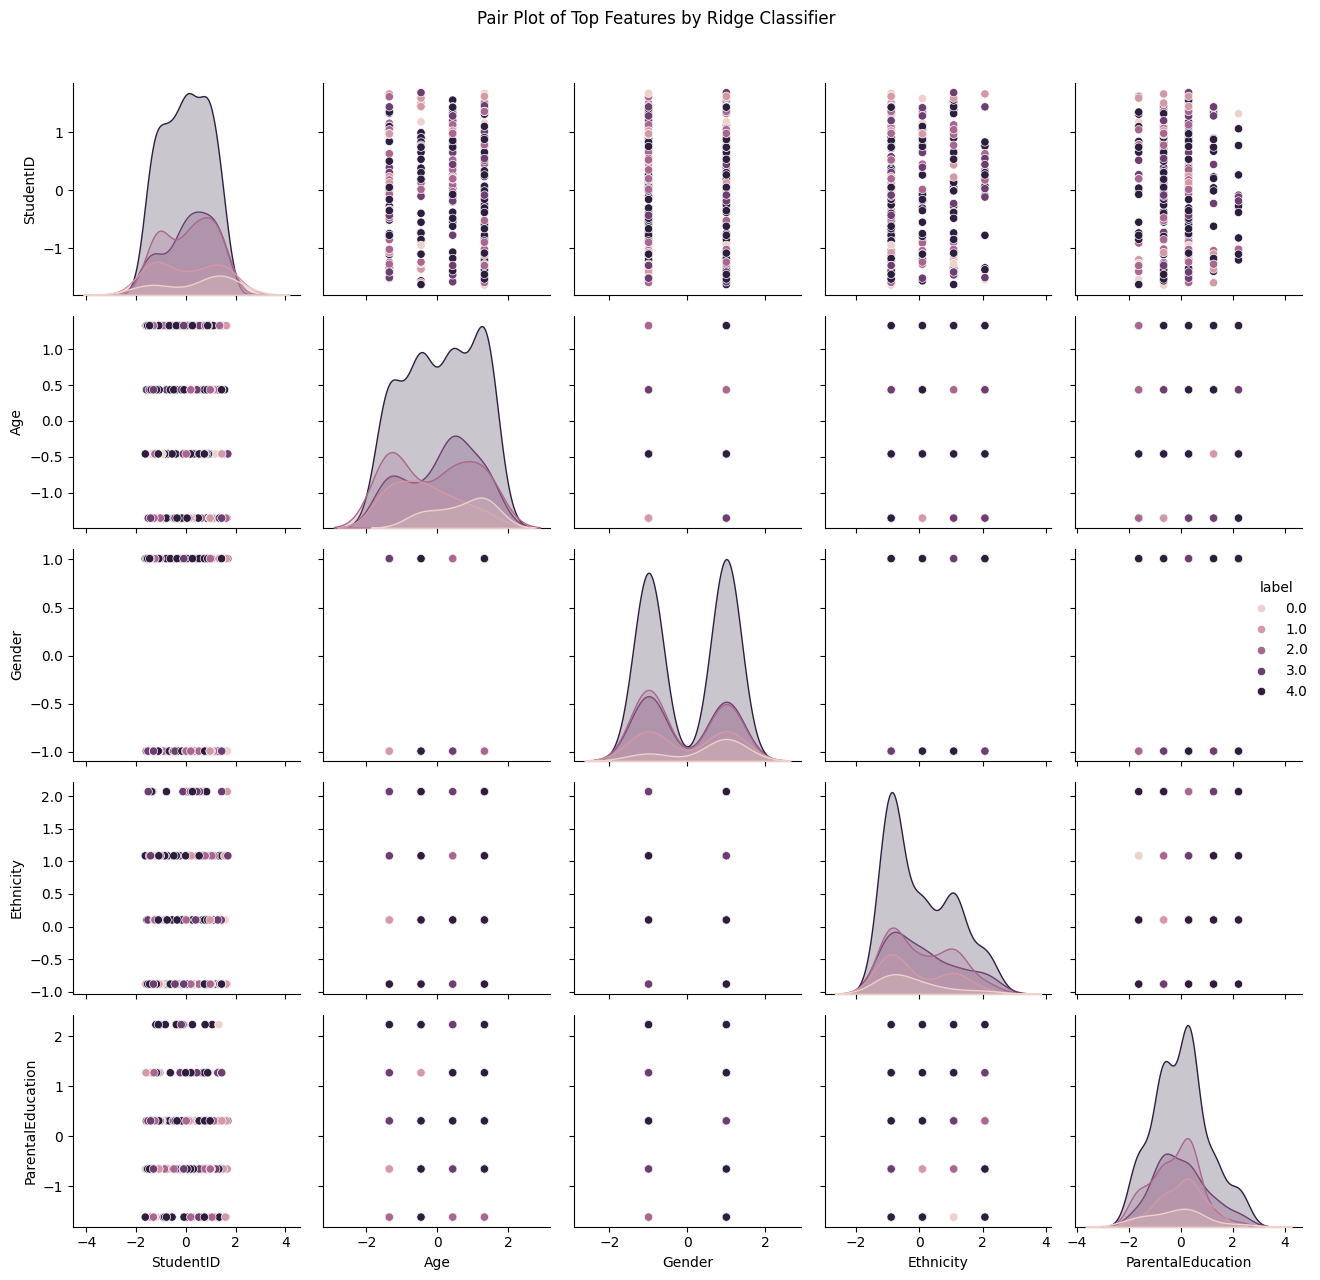 Pair Plot of Top Features by Ridge Classifier
StudentID
1
0
−1
Age
1.0
0.5
0.0
−0.5
−1.0
Gender
1.0
0.5
0.0
−0.5
−1.0
label
0.0
1.0
2.0
3.0
4.0
Ethnicity
2.0
1.5
1.0
0.5
0.0
−0.5
−1.0
ParentalEducation
2
1
0
−1
−4 −2 0 2 4
−2 0 2
−2 0 2
−2 0 2 4
−4 −2 0 2 4
StudentID
Age
Gender
Ethnicity
ParentalEducation